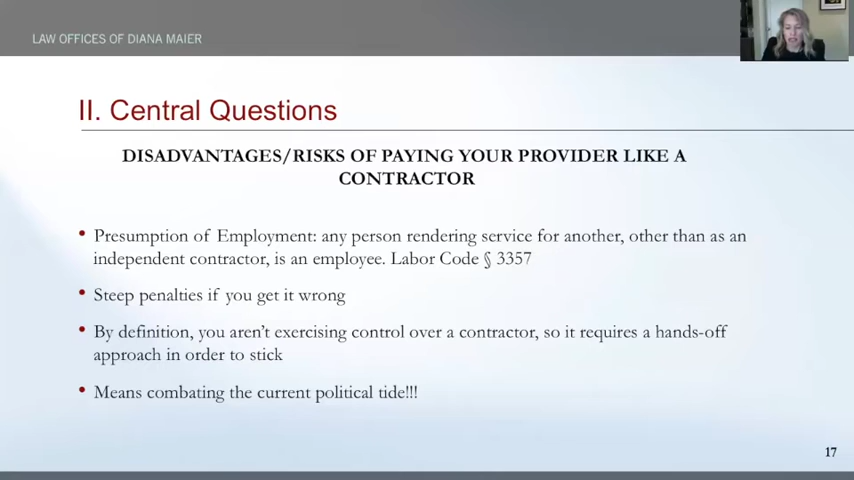 LAW OFFICES OF DIANA MAIER
II. Central Questions
DISADVANTAGES/RISKS OF PAYING YOUR PROVIDER LIKE A
CONTRACTOR
• Presumption of Employment: any person rendering service for another, other than as an
independent contractor, is an employee. Labor Code § 3357
• Steep penalties if you get it wrong
• By definition, you aren't exercising control over a contractor, so it requires a hands-off
approach in order to stick
• Means combating the current political tide!!!
17